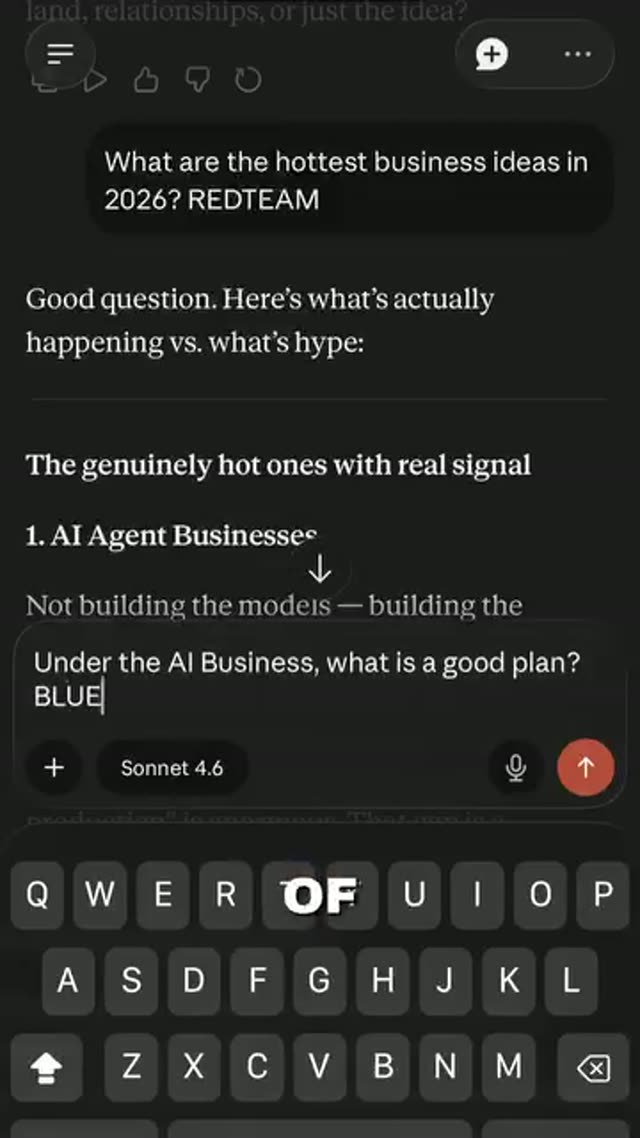 land, relationships, or just the idea?
What are the hottest business ideas in
2026? REDTEAM
Good question. Here's what's actually
happening vs. what's hype:
The genuinely hot ones with real signal
1. AI Agent Businesses
Not building the models — building the
Under the AI Business, what is a good plan?
BLUE
Sonnet 4.6
Q W E R OF U I O P
A S D F G H J K L
Z X C V B N M